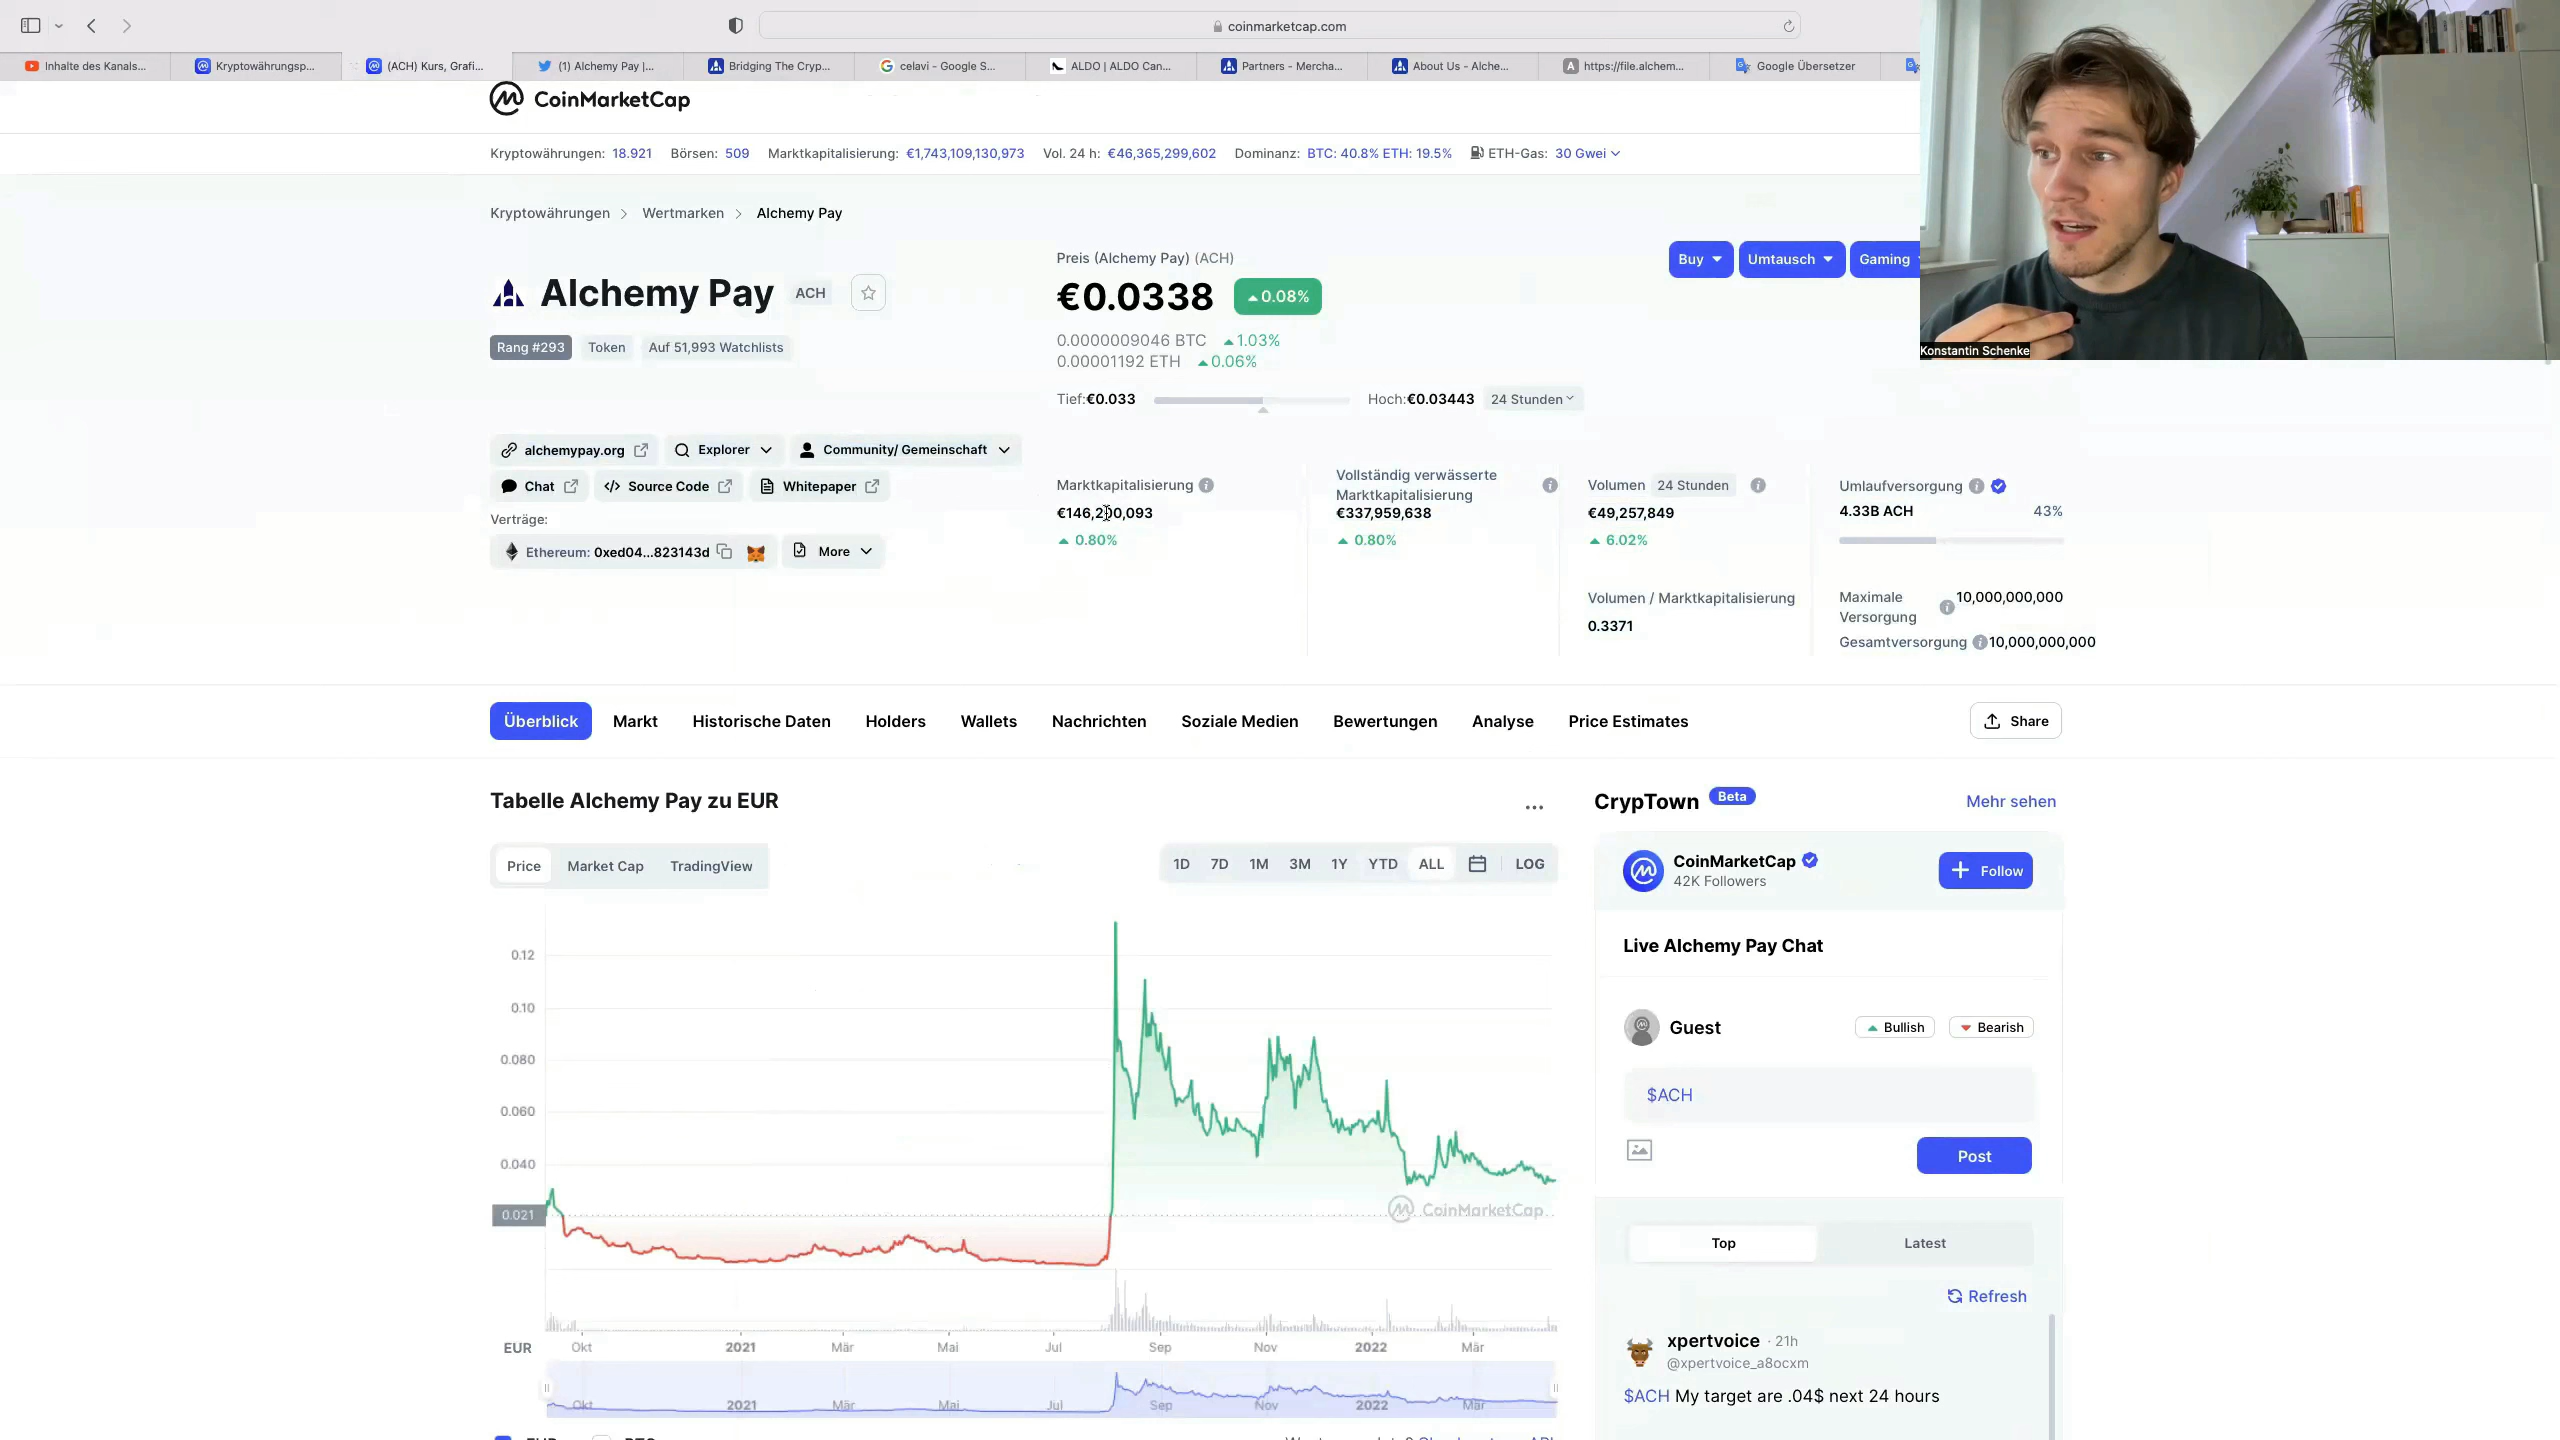 coinmarketcap.com
Inhalte des Kanals...
Kryptowährungsp...
(ACH) Kurs, Grafi...
(1) Alchemy Pay |...
Bridging The Cryp...
celavi - Google S...
ALDO | ALDO Can...
Partners - Mercha...
About Us - Alche...
https://file.alchem...
Google Übersetzer
CoinMarketCap
Kryptowährungen: 18.921 Börsen: 509 Marktkapitalisierung: €1,743,109,130,973 Vol. 24 h: €46,365,299,602 Dominanz: BTC: 40.8% ETH: 19.5% ETH-Gas: 30 Gwei
Kryptowährungen > Wertmarken > Alchemy Pay
Alchemy Pay ACH
Rang #293 Token Auf 51,993 Watchlists
Preis (Alchemy Pay) (ACH)
€0.0338 0.08%
0.0000009046 BTC 1.03%
0.00001192 ETH 0.06%
Tief:€0.033 Hoch:€0.03443 24 Stunden
Buy Umtausch Gaming
Konstantin Schenke
alchemypay.org Explorer Community/ Gemeinschaft
Chat Source Code Whitepaper
Verträge:
Ethereum: 0xed04...823143d More
Marktkapitalisierung
€146,200,093
0.80%
Vollständig verwässerte
Marktkapitalisierung
€337,959,638
0.80%
Volumen 24 Stunden
€49,257,849
6.02%
Volumen / Marktkapitalisierung
0.3371
Umlaufversorgung
4.33B ACH 43%
Maximale
Versorgung
10,000,000,000
Gesamtversorgung 10,000,000,000
Überblick Markt Historische Daten Holders Wallets Nachrichten Soziale Medien Bewertungen Analyse Price Estimates Share
Tabelle Alchemy Pay zu EUR ...
Price Market Cap TradingView
1D 7D 1M 3M 1Y YTD ALL LOG
0.12
0.10
0.080
0.060
0.040
0.021
CoinMarketCap
EUR Okt 2021 Mär Mai Jul Sep Nov 2022 Mär
Okt 2021 Mär Mai Jul Sep Nov 2022 Mär
CrypTown Beta Mehr sehen
CoinMarketCap
42K Followers
+ Follow
Live Alchemy Pay Chat
Guest Bullish Bearish
$ACH
Post
Top Latest
Refresh
xpertvoice · 21h
@xpertvoice_a8ocxm
$ACH My target are .04$ next 24 hours